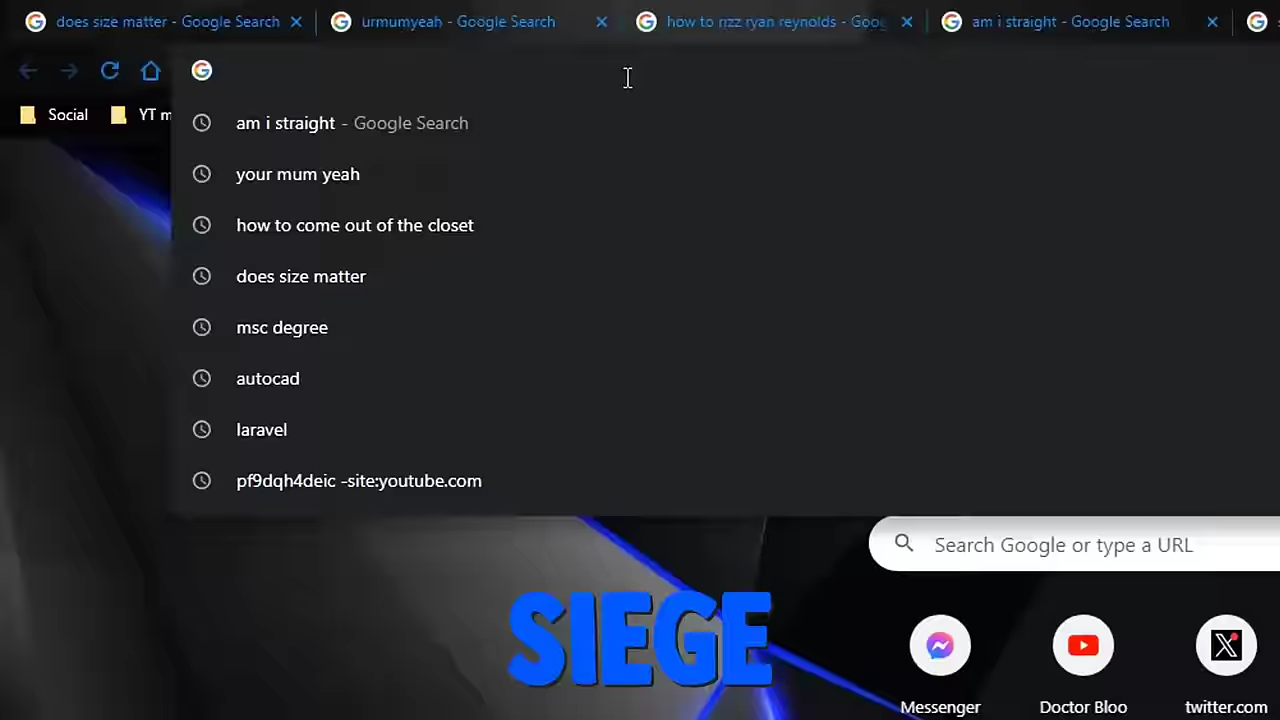 does size matter - Google Search
urmumyeah - Google Search
how to rizz ryan reynolds - Goog
am i straight - Google Search
Social
YT m
am i straight - Google Search
your mum yeah
how to come out of the closet
does size matter
msc degree
autocad
laravel
pf9dqh4deic -site:youtube.com
Search Google or type a URL
SIEGE
Messenger
Doctor Bloo
twitter.com